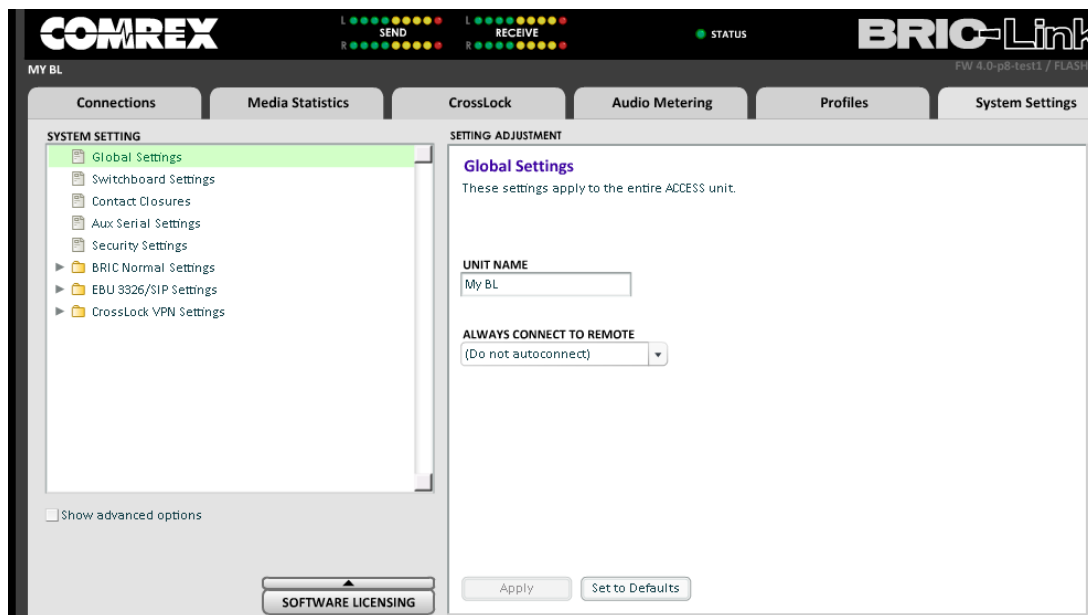 COMREX
L
SEND
R
L
RECEIVE
R
STATUS
BRIC-Link
MY BL
FW 4.0-p8-test1 / FLASH
Connections
Media Statistics
CrossLock
Audio Metering
Profiles
System Settings
SYSTEM SETTING
Global Settings
Switchboard Settings
Contact Closures
Aux Serial Settings
Security Settings
BRIC Normal Settings
EBU 3326/SIP Settings
CrossLock VPN Settings
Show advanced options
SOFTWARE LICENSING
SETTING ADJUSTMENT
Global Settings
These settings apply to the entire ACCESS unit.
UNIT NAME
My BL
ALWAYS CONNECT TO REMOTE
(Do not autoconnect)
Apply
Set to Defaults